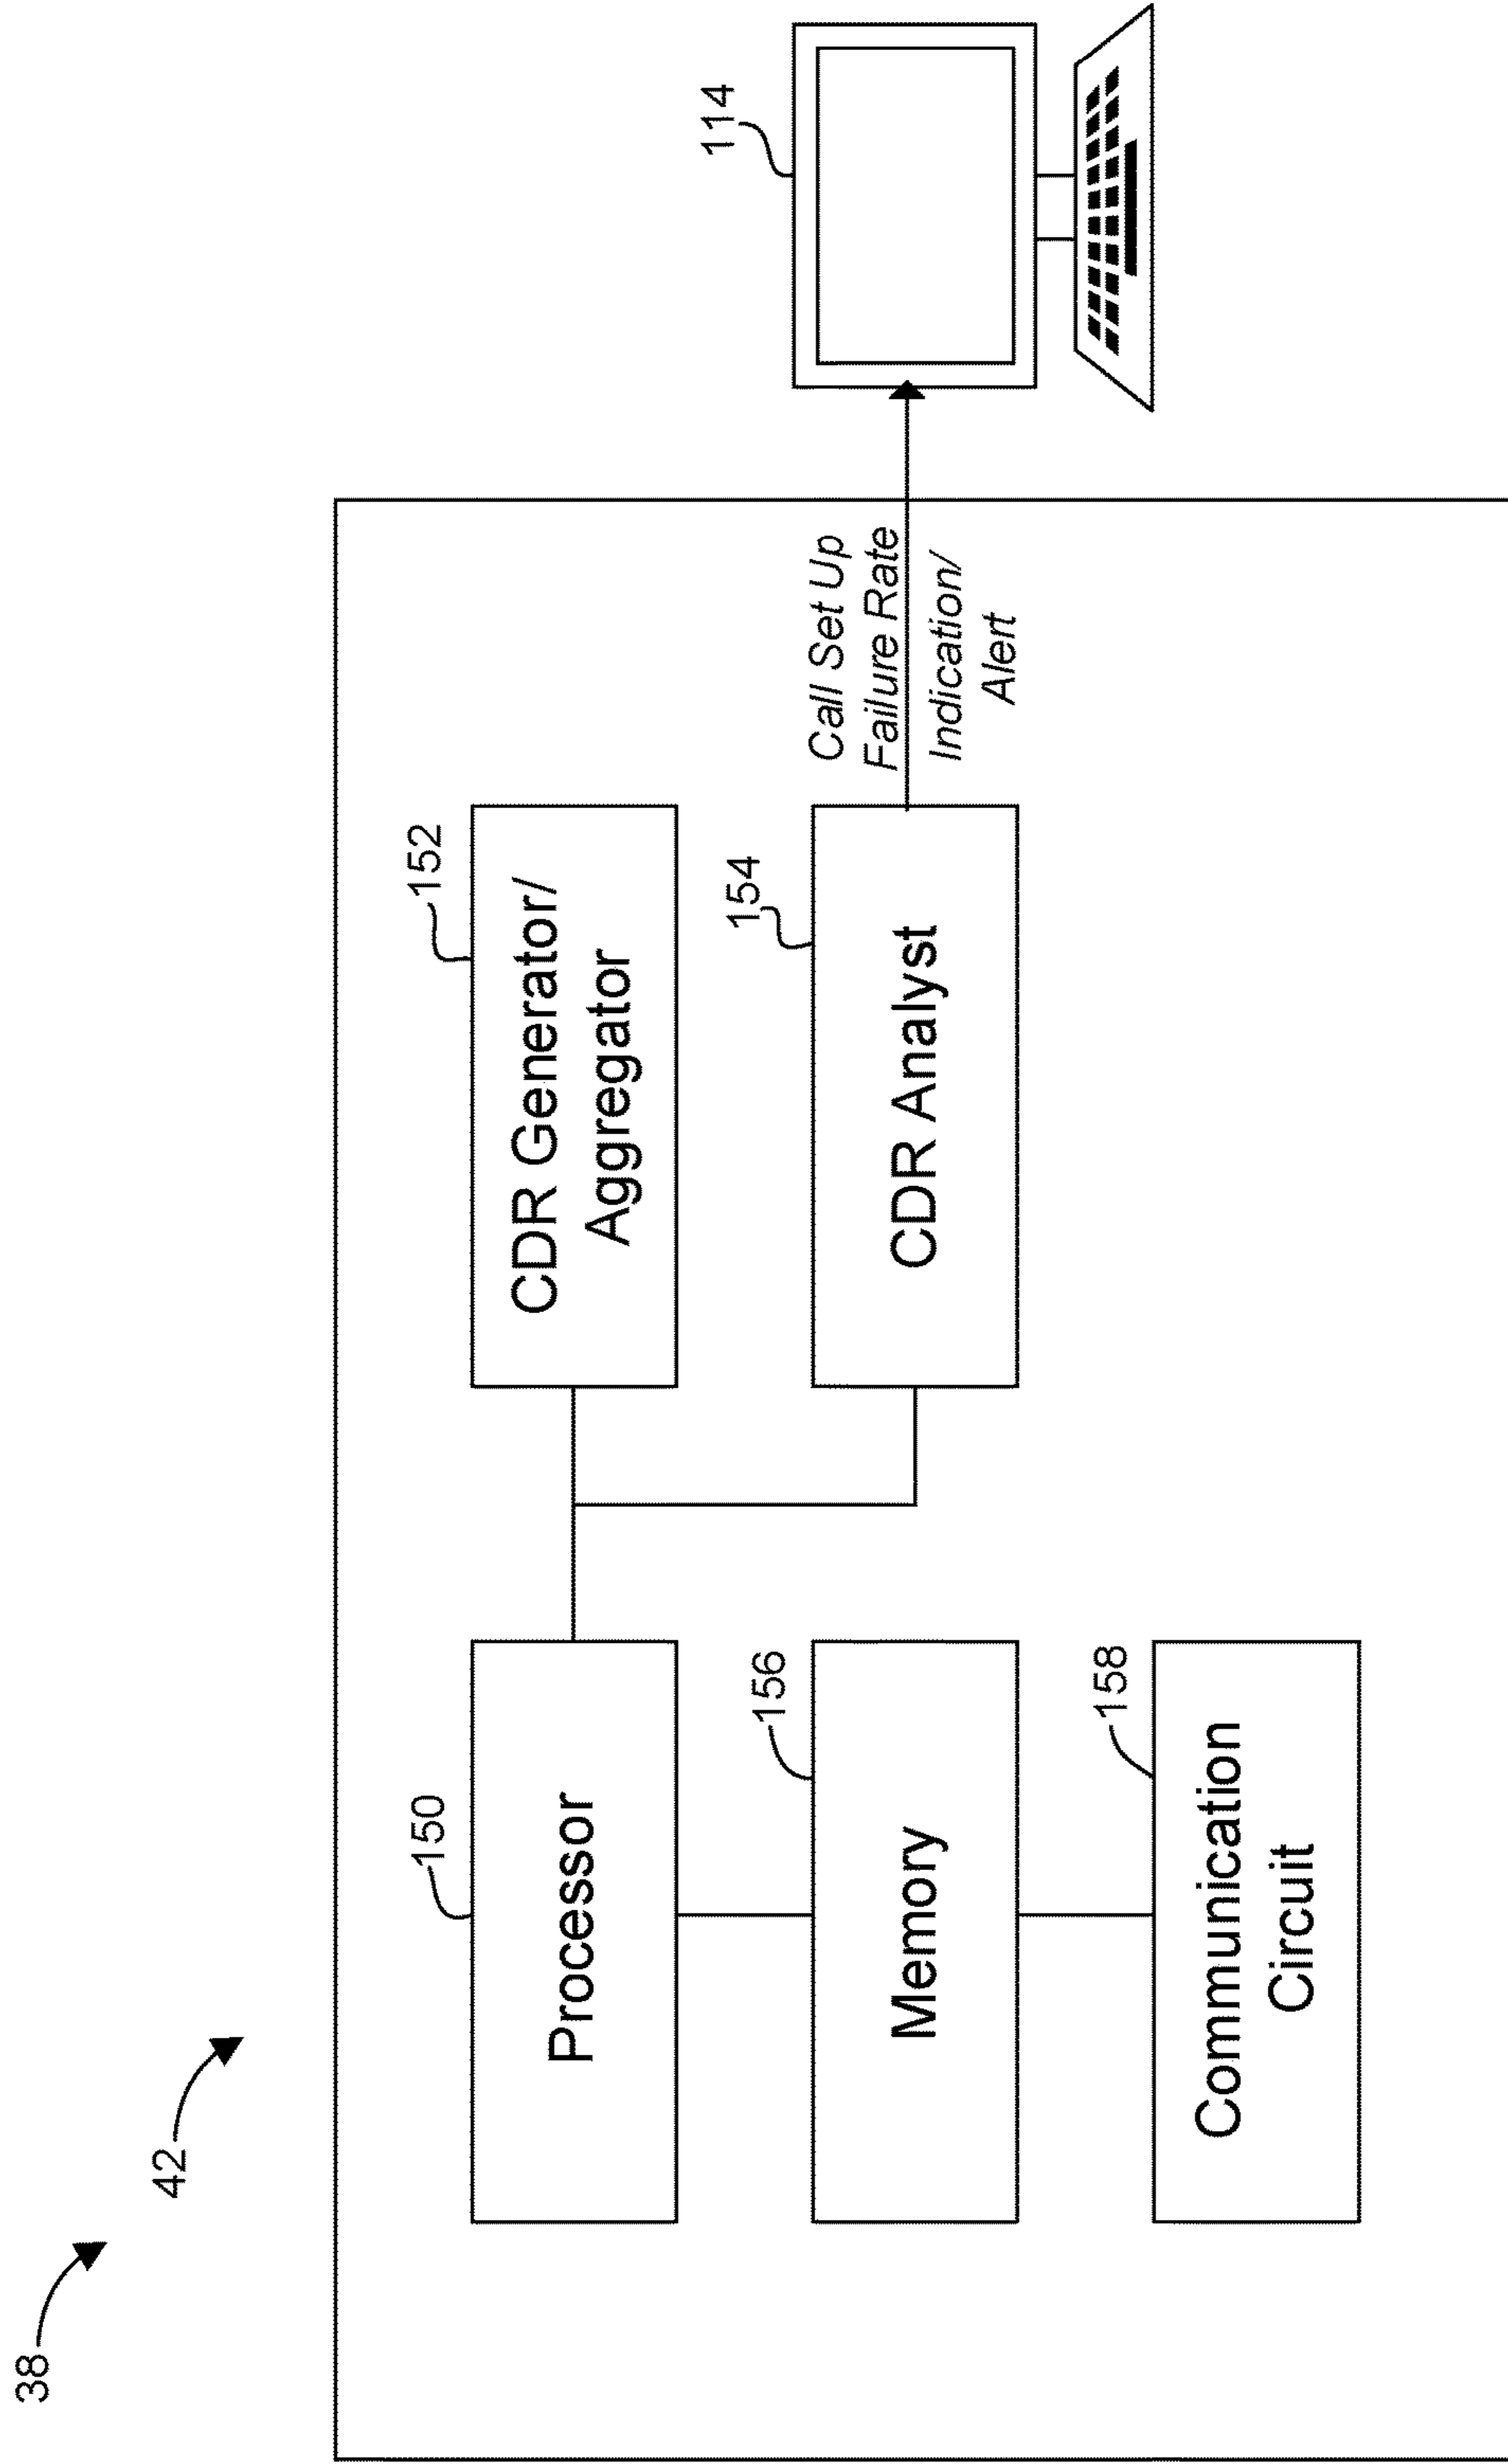 38
42
150
Processor
152
CDR Generator/
Aggregator
156
Memory
154
CDR Analyst
Call Set Up
Failure Rate
Indication/
Alert
114
158
Communication
Circuit